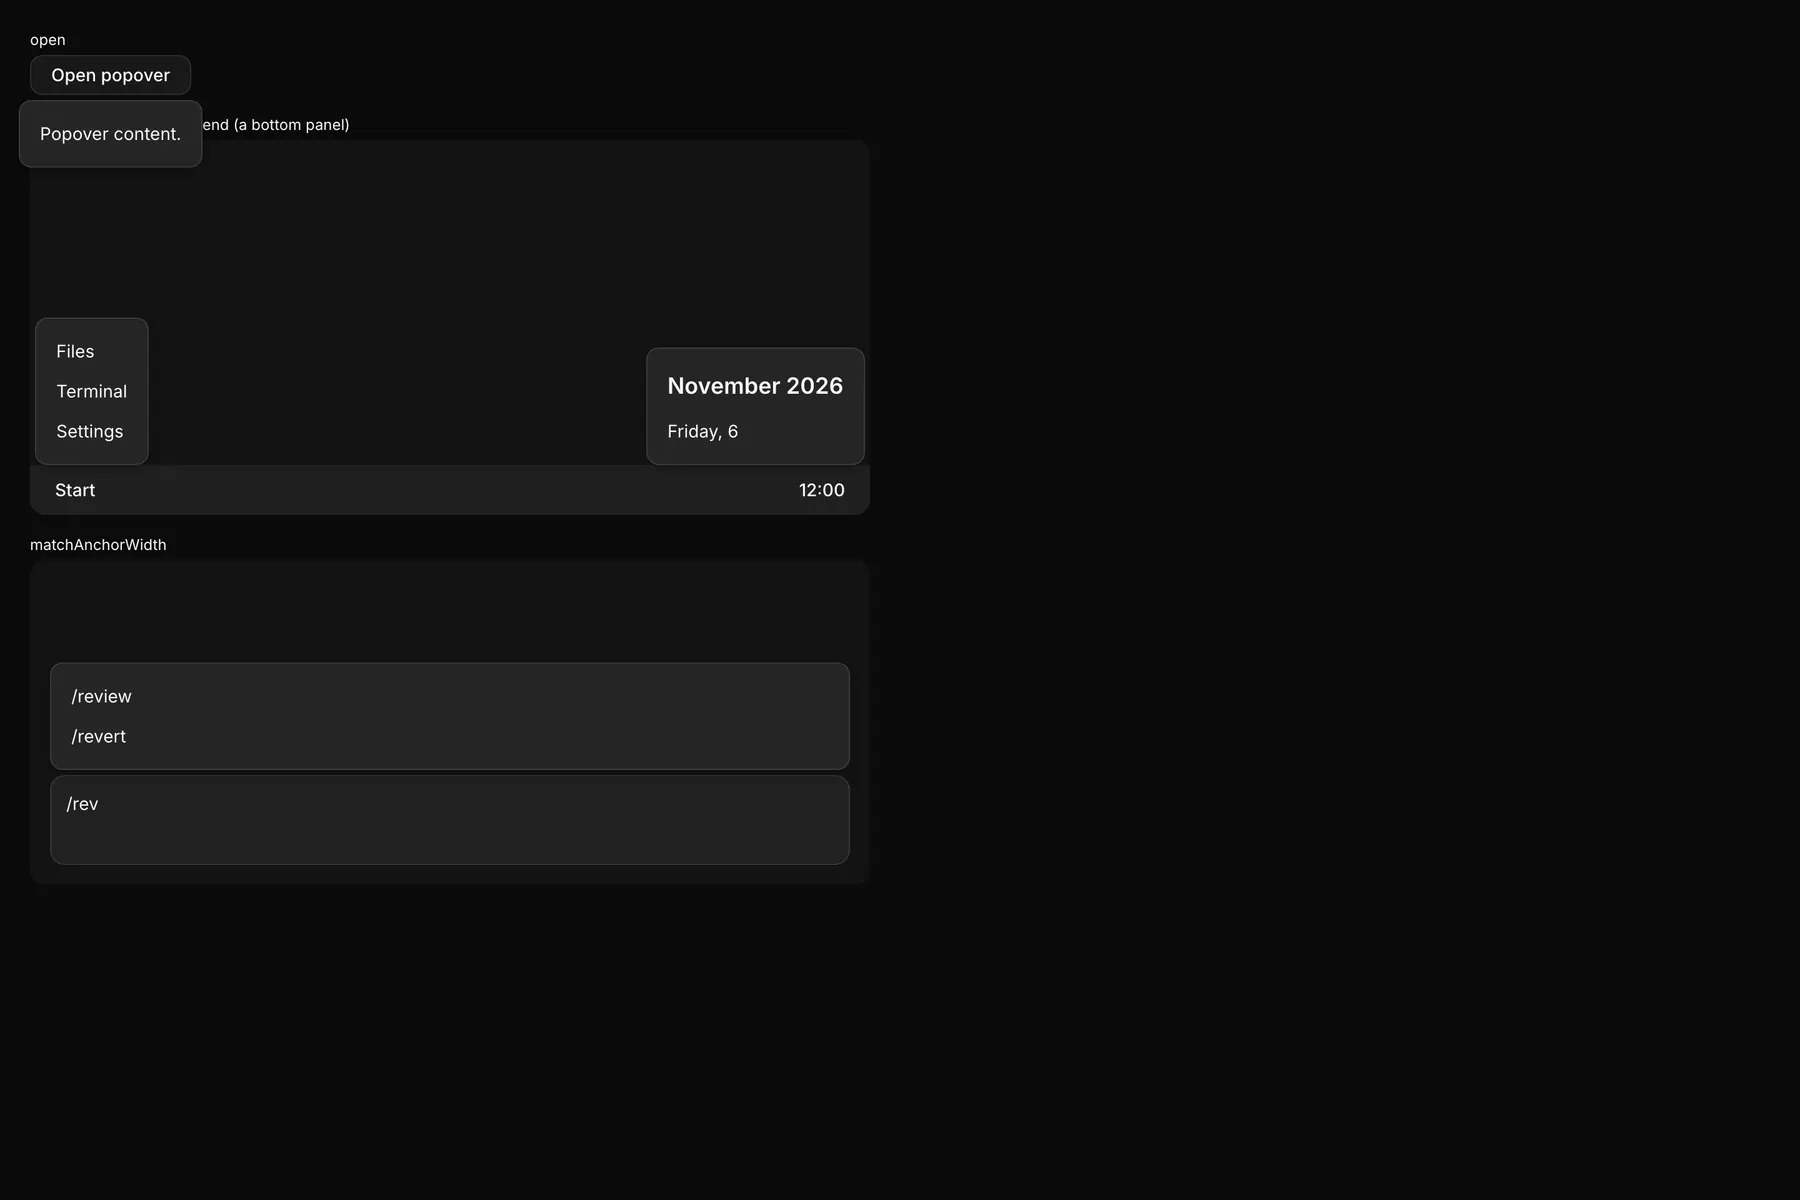 open
Open popover
Popover content.
end (a bottom panel)
Files
Terminal
Settings
November 2026
Friday, 6
Start
12:00
matchAnchorWidth
/review
/revert
/rev